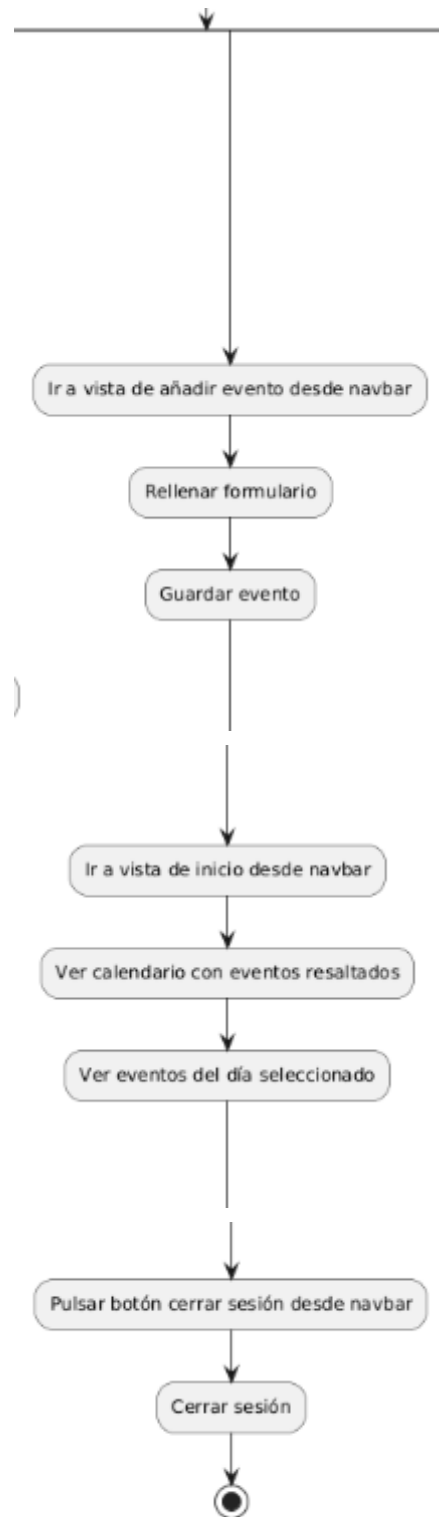 Ir a vista de añadir evento desde navbar
Rellenar formulario
Guardar evento
Ir a vista de inicio desde navbar
Ver calendario con eventos resaltados
Ver eventos del día seleccionado
Pulsar botón cerrar sesión desde navbar
Cerrar sesión